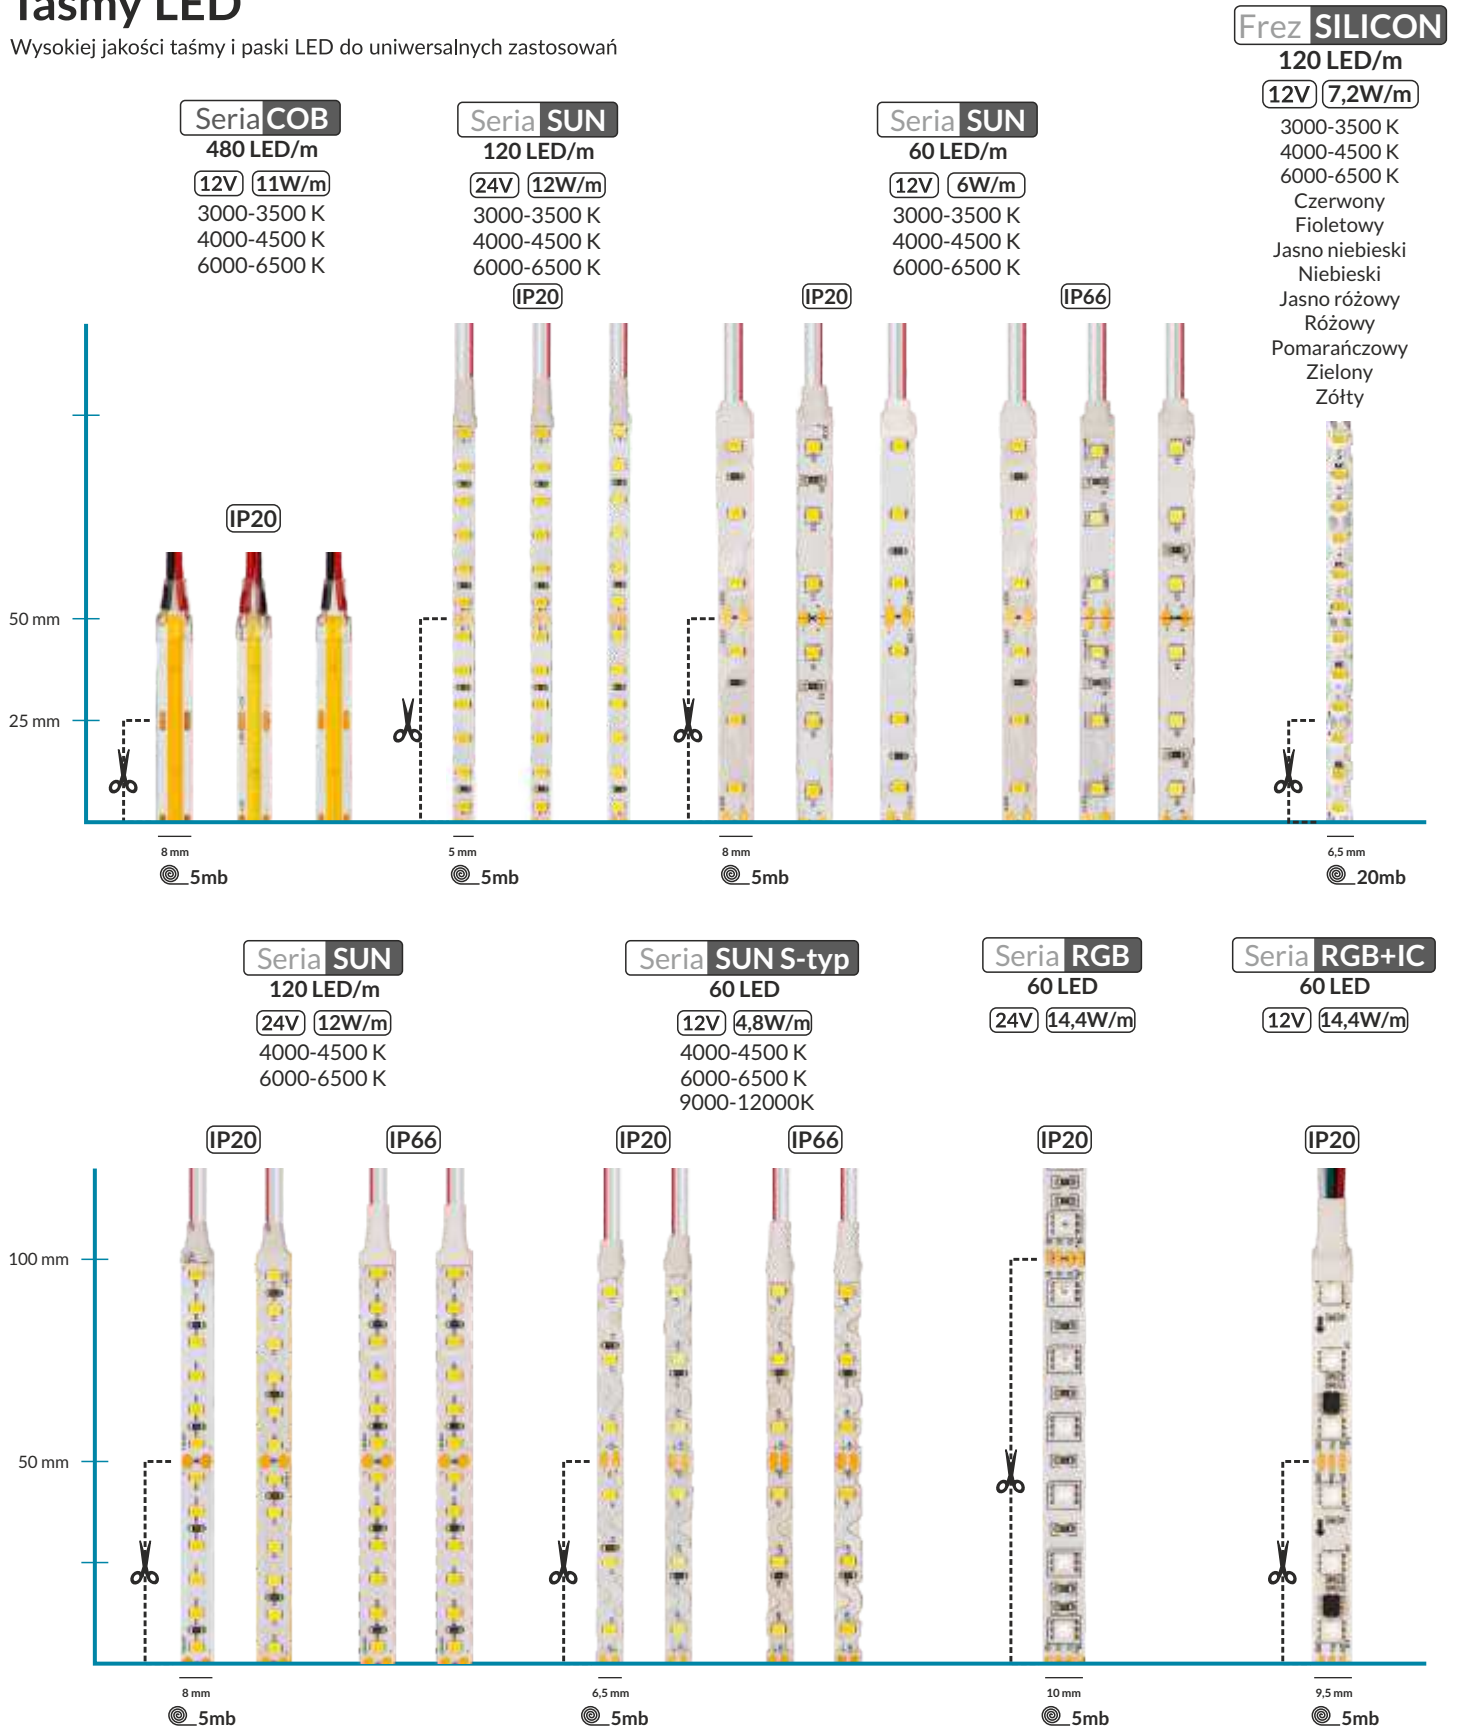 Taśmy LED
Wysokiej jakości taśmy i paski LED do uniwersalnych zastosowań
Seria COB
480 LED/m
12V 11W/m
3000-3500 K
4000-4500 K
6000-6500 K
IP20
Seria SUN
120 LED/m
24V 12W/m
3000-3500 K
4000-4500 K
6000-6500 K
IP20
Seria SUN
60 LED/m
12V 6W/m
3000-3500 K
4000-4500 K
6000-6500 K
IP20
IP66
Frez SILICON
120 LED/m
12V 7,2W/m
3000-3500 K
4000-4500 K
6000-6500 K
Czerwony
Fioletowy
Jasno niebieski
Niebieski
Jasno różowy
Różowy
Pomarańczowy
Zielony
Zółty
50 mm
25 mm
8 mm
5mb
5 mm
5mb
8 mm
5mb
6,5 mm
20mb
Seria SUN
120 LED/m
24V 12W/m
4000-4500 K
6000-6500 K
IP20
IP66
Seria SUN S-typ
60 LED
12V 4,8W/m
4000-4500 K
6000-6500 K
9000-12000K
IP20
IP66
Seria RGB
60 LED
24V 14,4W/m
IP20
Seria RGB+IC
60 LED
12V 14,4W/m
IP20
100 mm
50 mm
8 mm
5mb
6,5 mm
5mb
10 mm
5mb
9,5 mm
5mb